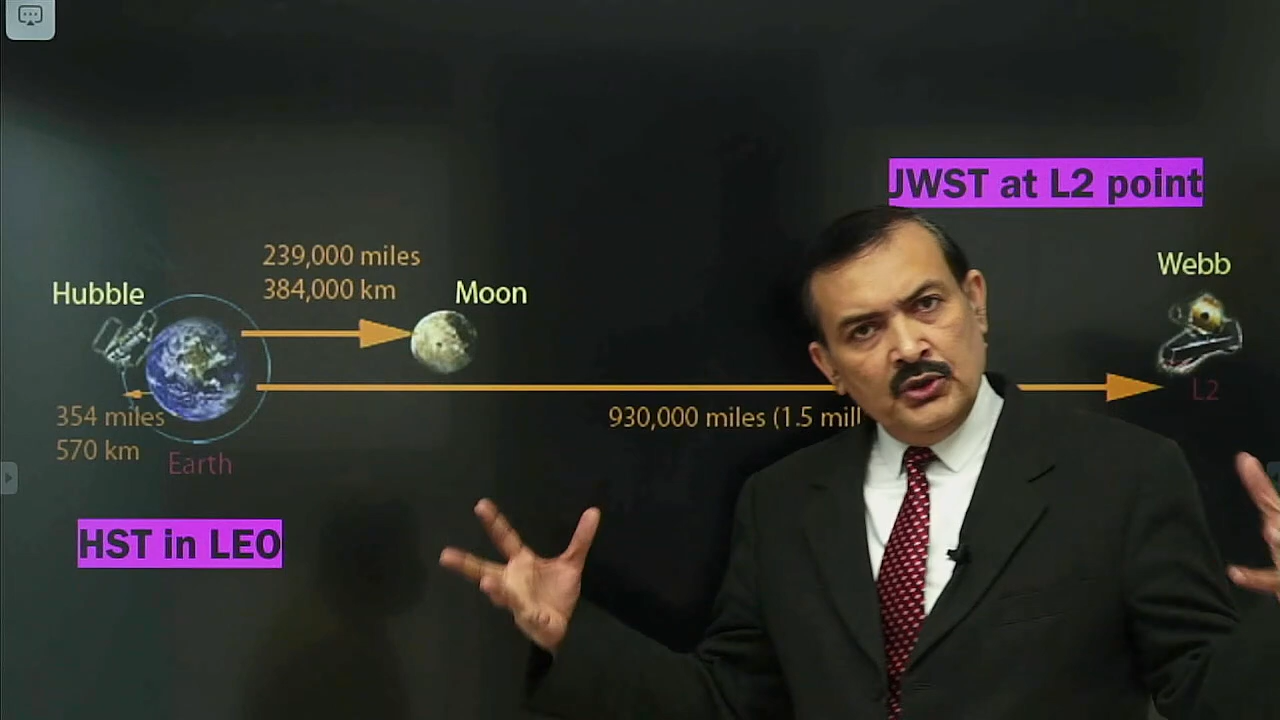 JWST at L2 point
239,000 miles
384,000 km
Hubble
Moon
Webb
L2
354 miles
570 km
930,000 miles (1.5 mill
Earth
HST in LEO